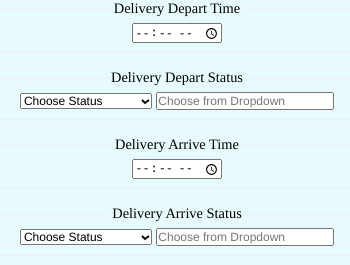 Delivery Depart Time
--:-- --
Delivery Depart Status
Choose Status Choose from Dropdown
Delivery Arrive Time
--:-- --
Delivery Arrive Status
Choose Status Choose from Dropdown